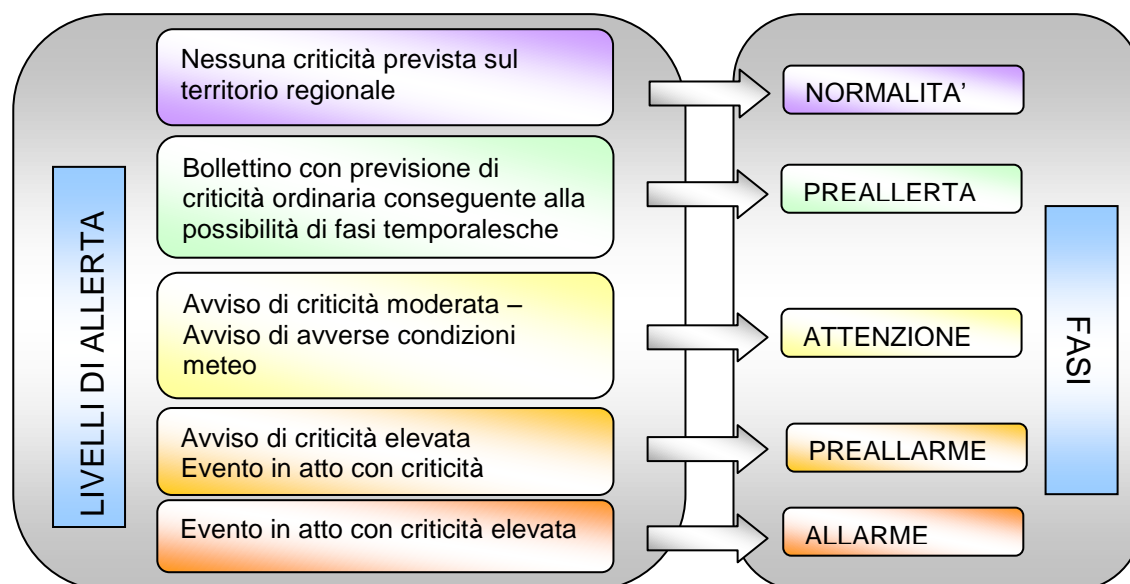 LIVELLI DI ALLERTA
Nessuna criticità prevista sul
territorio regionale
NORMALITA’
Bollettino con previsione di
criticità ordinaria conseguente alla
possibilità di fasi temporalesche
PREALLERTA
Avviso di criticità moderata –
Avviso di avverse condizioni
meteo
ATTENZIONE
Avviso di criticità elevata
Evento in atto con criticità
PREALLARME
Evento in atto con criticità elevata
ALLARME
FASI